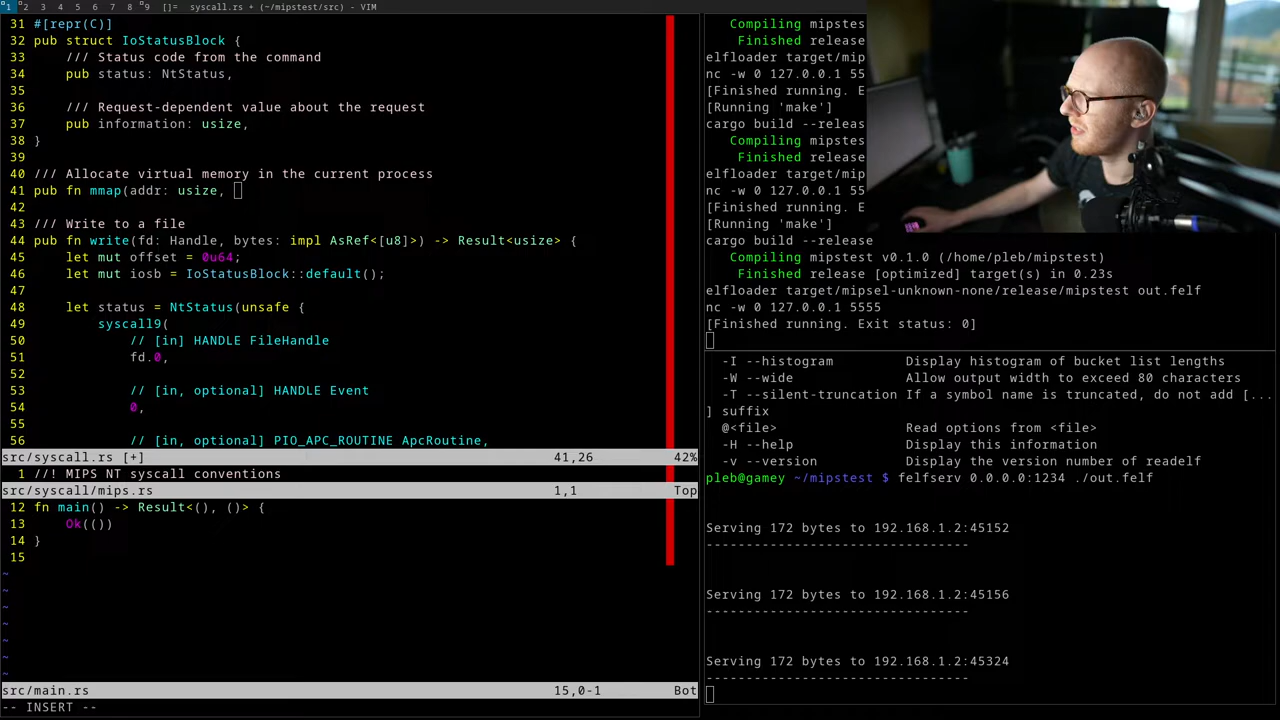 1 2 3 4 5 6 7 8 9 []= syscall.rs + (~/mipstest/src) - VIM
31 #[repr(C)]
32 pub struct IoStatusBlock {
33 /// Status code from the command
34 pub status: NtStatus,
35
36 /// Request-dependent value about the request
37 pub information: usize,
38 }
39
40 /// Allocate virtual memory in the current process
41 pub fn mmap(addr: usize,
42
43 /// Write to a file
44 pub fn write(fd: Handle, bytes: impl AsRef<[u8]>) -> Result<usize> {
45 let mut offset = 0u64;
46 let mut iosb = IoStatusBlock::default();
47
48 let status = NtStatus(unsafe {
49 syscall9(
50 // [in] HANDLE FileHandle
51 fd.0,
52
53 // [in, optional] HANDLE Event
54 0,
55
56 // [in, optional] PIO_APC_ROUTINE ApcRoutine,
src/syscall.rs [+] 41,26 42%
1 //! MIPS NT syscall conventions
src/syscall/mips.rs 1,1 Top
12 fn main() -> Result<(), ()> {
13 Ok(())
14 }
15
~
~
~
~
~
~
~
src/main.rs 15,0-1 Bot
-- INSERT --
Compiling mipstes
Finished release
elfloader target/mip
nc -w 0 127.0.0.1 55
[Finished running. E
[Running 'make']
cargo build --releas
Compiling mipstes
Finished release
elfloader target/mip
nc -w 0 127.0.0.1 55
[Finished running. E
[Running 'make']
cargo build --release
Compiling mipstest v0.1.0 (/home/pleb/mipstest)
Finished release [optimized] target(s) in 0.23s
elfloader target/mipsel-unknown-none/release/mipstest out.felf
nc -w 0 127.0.0.1 5555
[Finished running. Exit status: 0]
-I --histogram Display histogram of bucket list lengths
-W --wide Allow output width to exceed 80 characters
-T --silent-truncation If a symbol name is truncated, do not add [...
] suffix
@<file> Read options from <file>
-H --help Display this information
-v --version Display the version number of readelf
pleb@gamey ~/mipstest $ felfserv 0.0.0.0:1234 ./out.felf
Serving 172 bytes to 192.168.1.2:45152
---------------------------------
Serving 172 bytes to 192.168.1.2:45156
---------------------------------
Serving 172 bytes to 192.168.1.2:45324
---------------------------------